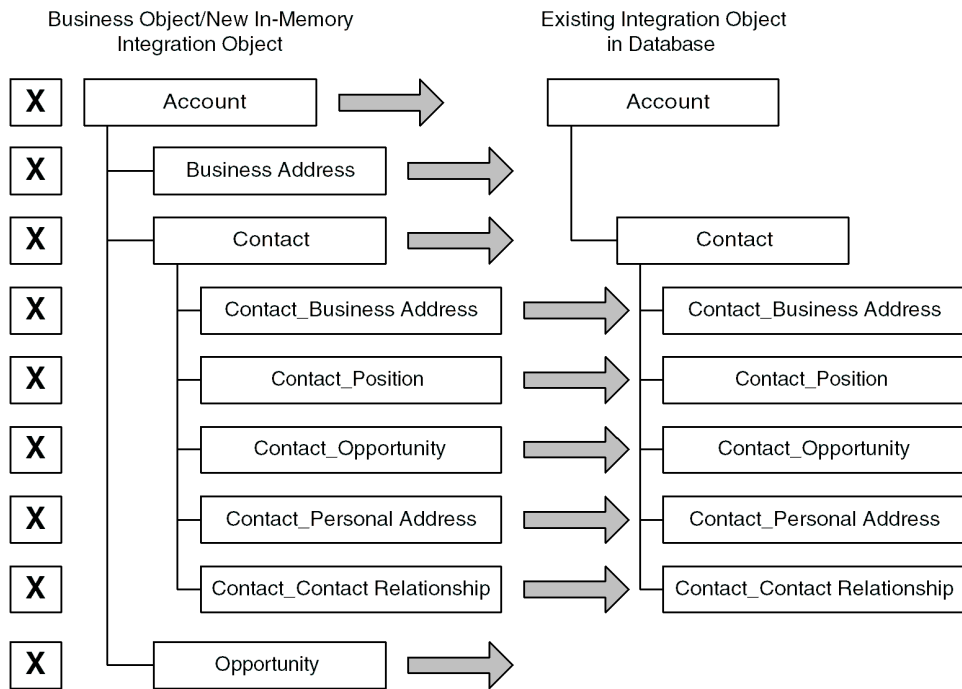 Business Object/New In-Memory
Integration Object
Existing Integration Object
in Database
X
Account
Account
X
Business Address
X
Contact
Contact
X
Contact_Business Address
Contact_Business Address
X
Contact_Position
Contact_Position
X
Contact_Opportunity
Contact_Opportunity
X
Contact_Personal Address
Contact_Personal Address
X
Contact_Contact Relationship
Contact_Contact Relationship
X
Opportunity